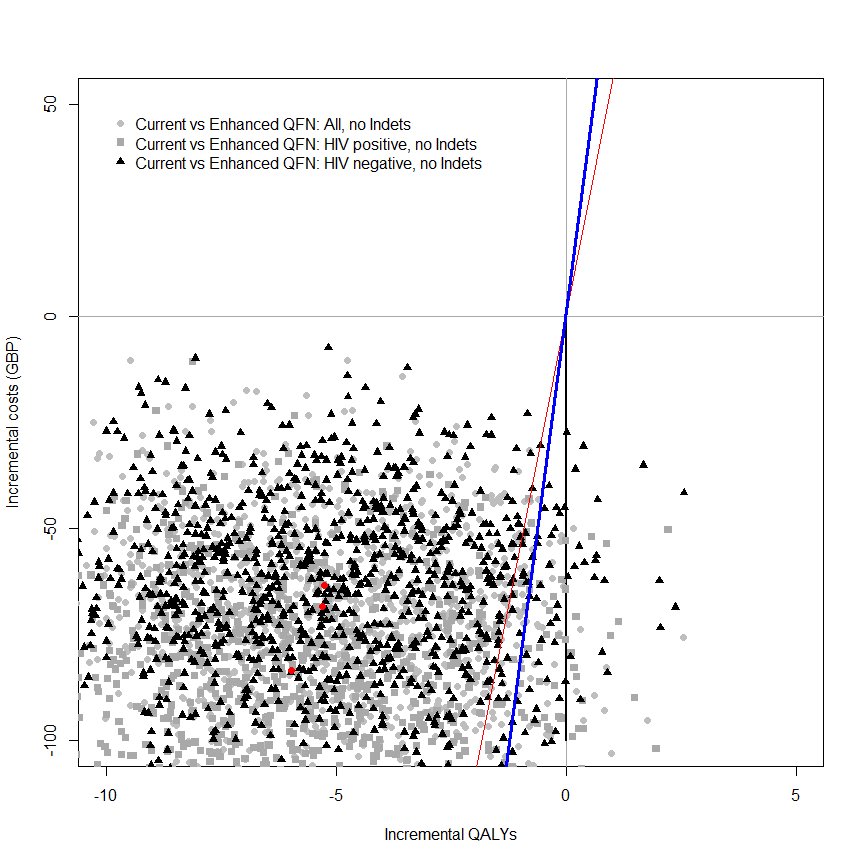 Current vs Enhanced QFN: All, no Indets
Current vs Enhanced QFN: HIV positive, no Indets
Current vs Enhanced QFN: HIV negative, no Indets
Incremental costs (GBP)
50
0
-50
-100
-10
-5
0
5
Incremental QALYs